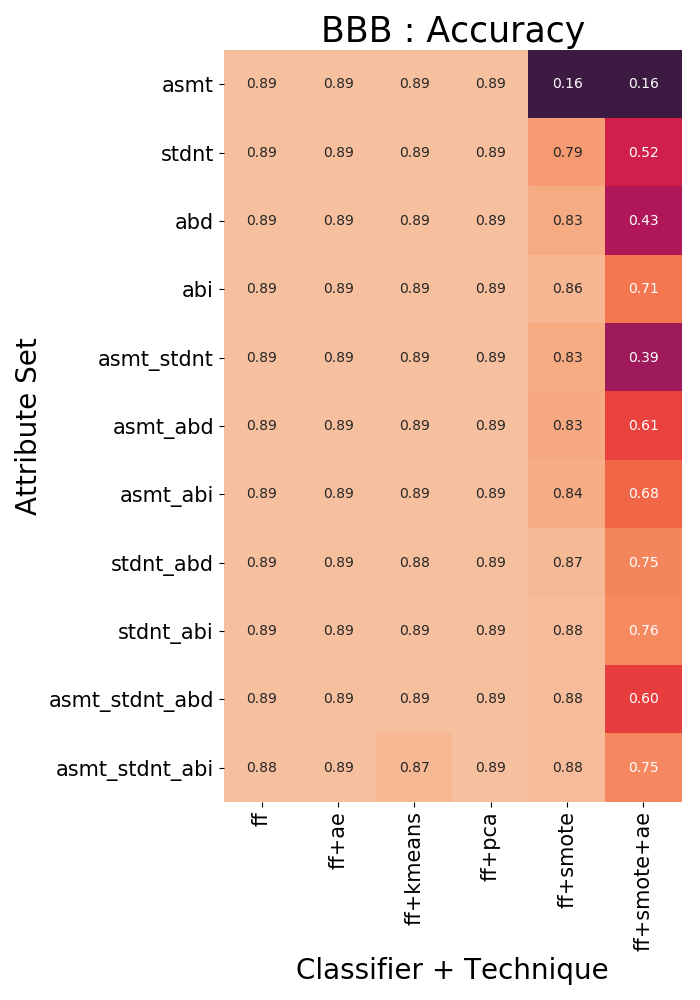 BBB : Accuracy
Attribute Set
asmt 0.89 0.89 0.89 0.89 0.16 0.16
stdnt 0.89 0.89 0.89 0.89 0.79 0.52
abd 0.89 0.89 0.89 0.89 0.83 0.43
abi 0.89 0.89 0.89 0.89 0.86 0.71
asmt_stdnt 0.89 0.89 0.89 0.89 0.83 0.39
asmt_abd 0.89 0.89 0.89 0.89 0.83 0.61
asmt_abi 0.89 0.89 0.89 0.89 0.84 0.68
stdnt_abd 0.89 0.89 0.88 0.89 0.87 0.75
stdnt_abi 0.89 0.89 0.89 0.89 0.88 0.76
asmt_stdnt_abd 0.89 0.89 0.89 0.89 0.88 0.60
asmt_stdnt_abi 0.88 0.89 0.87 0.89 0.88 0.75
ff ff+ae ff+kmeans ff+pca ff+smote ff+smote+ae
Classifier + Technique